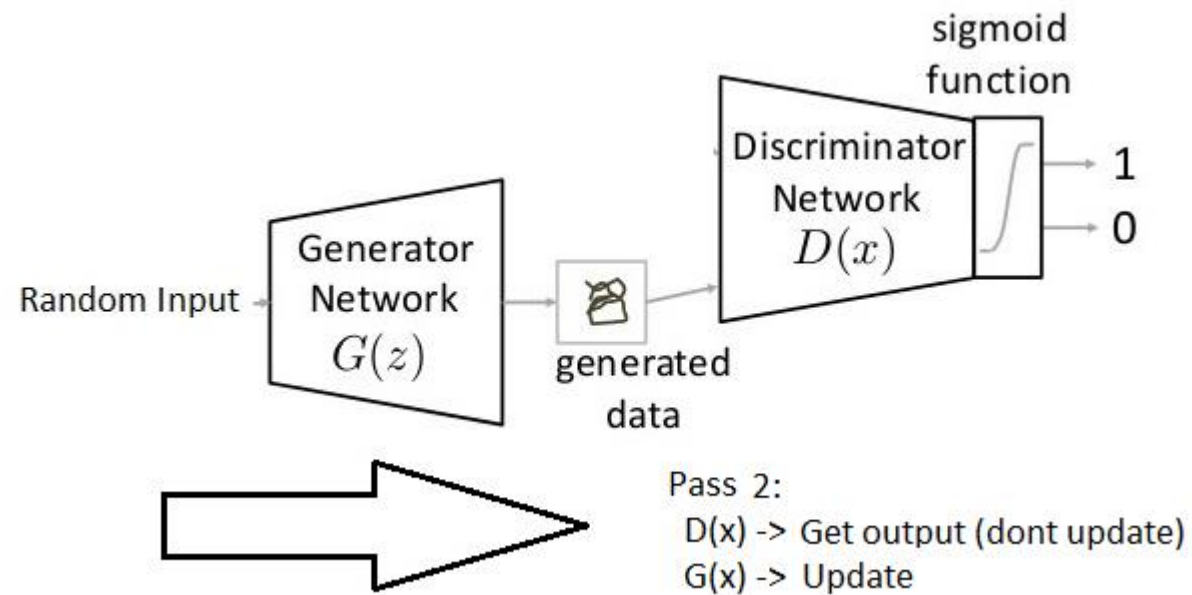 sigmoid
function
Discriminator
Network
D(x)
1
0
Generator
Network
G(z)
Random Input
generated
data
Pass 2:
D(x) -> Get output (dont update)
G(x) -> Update